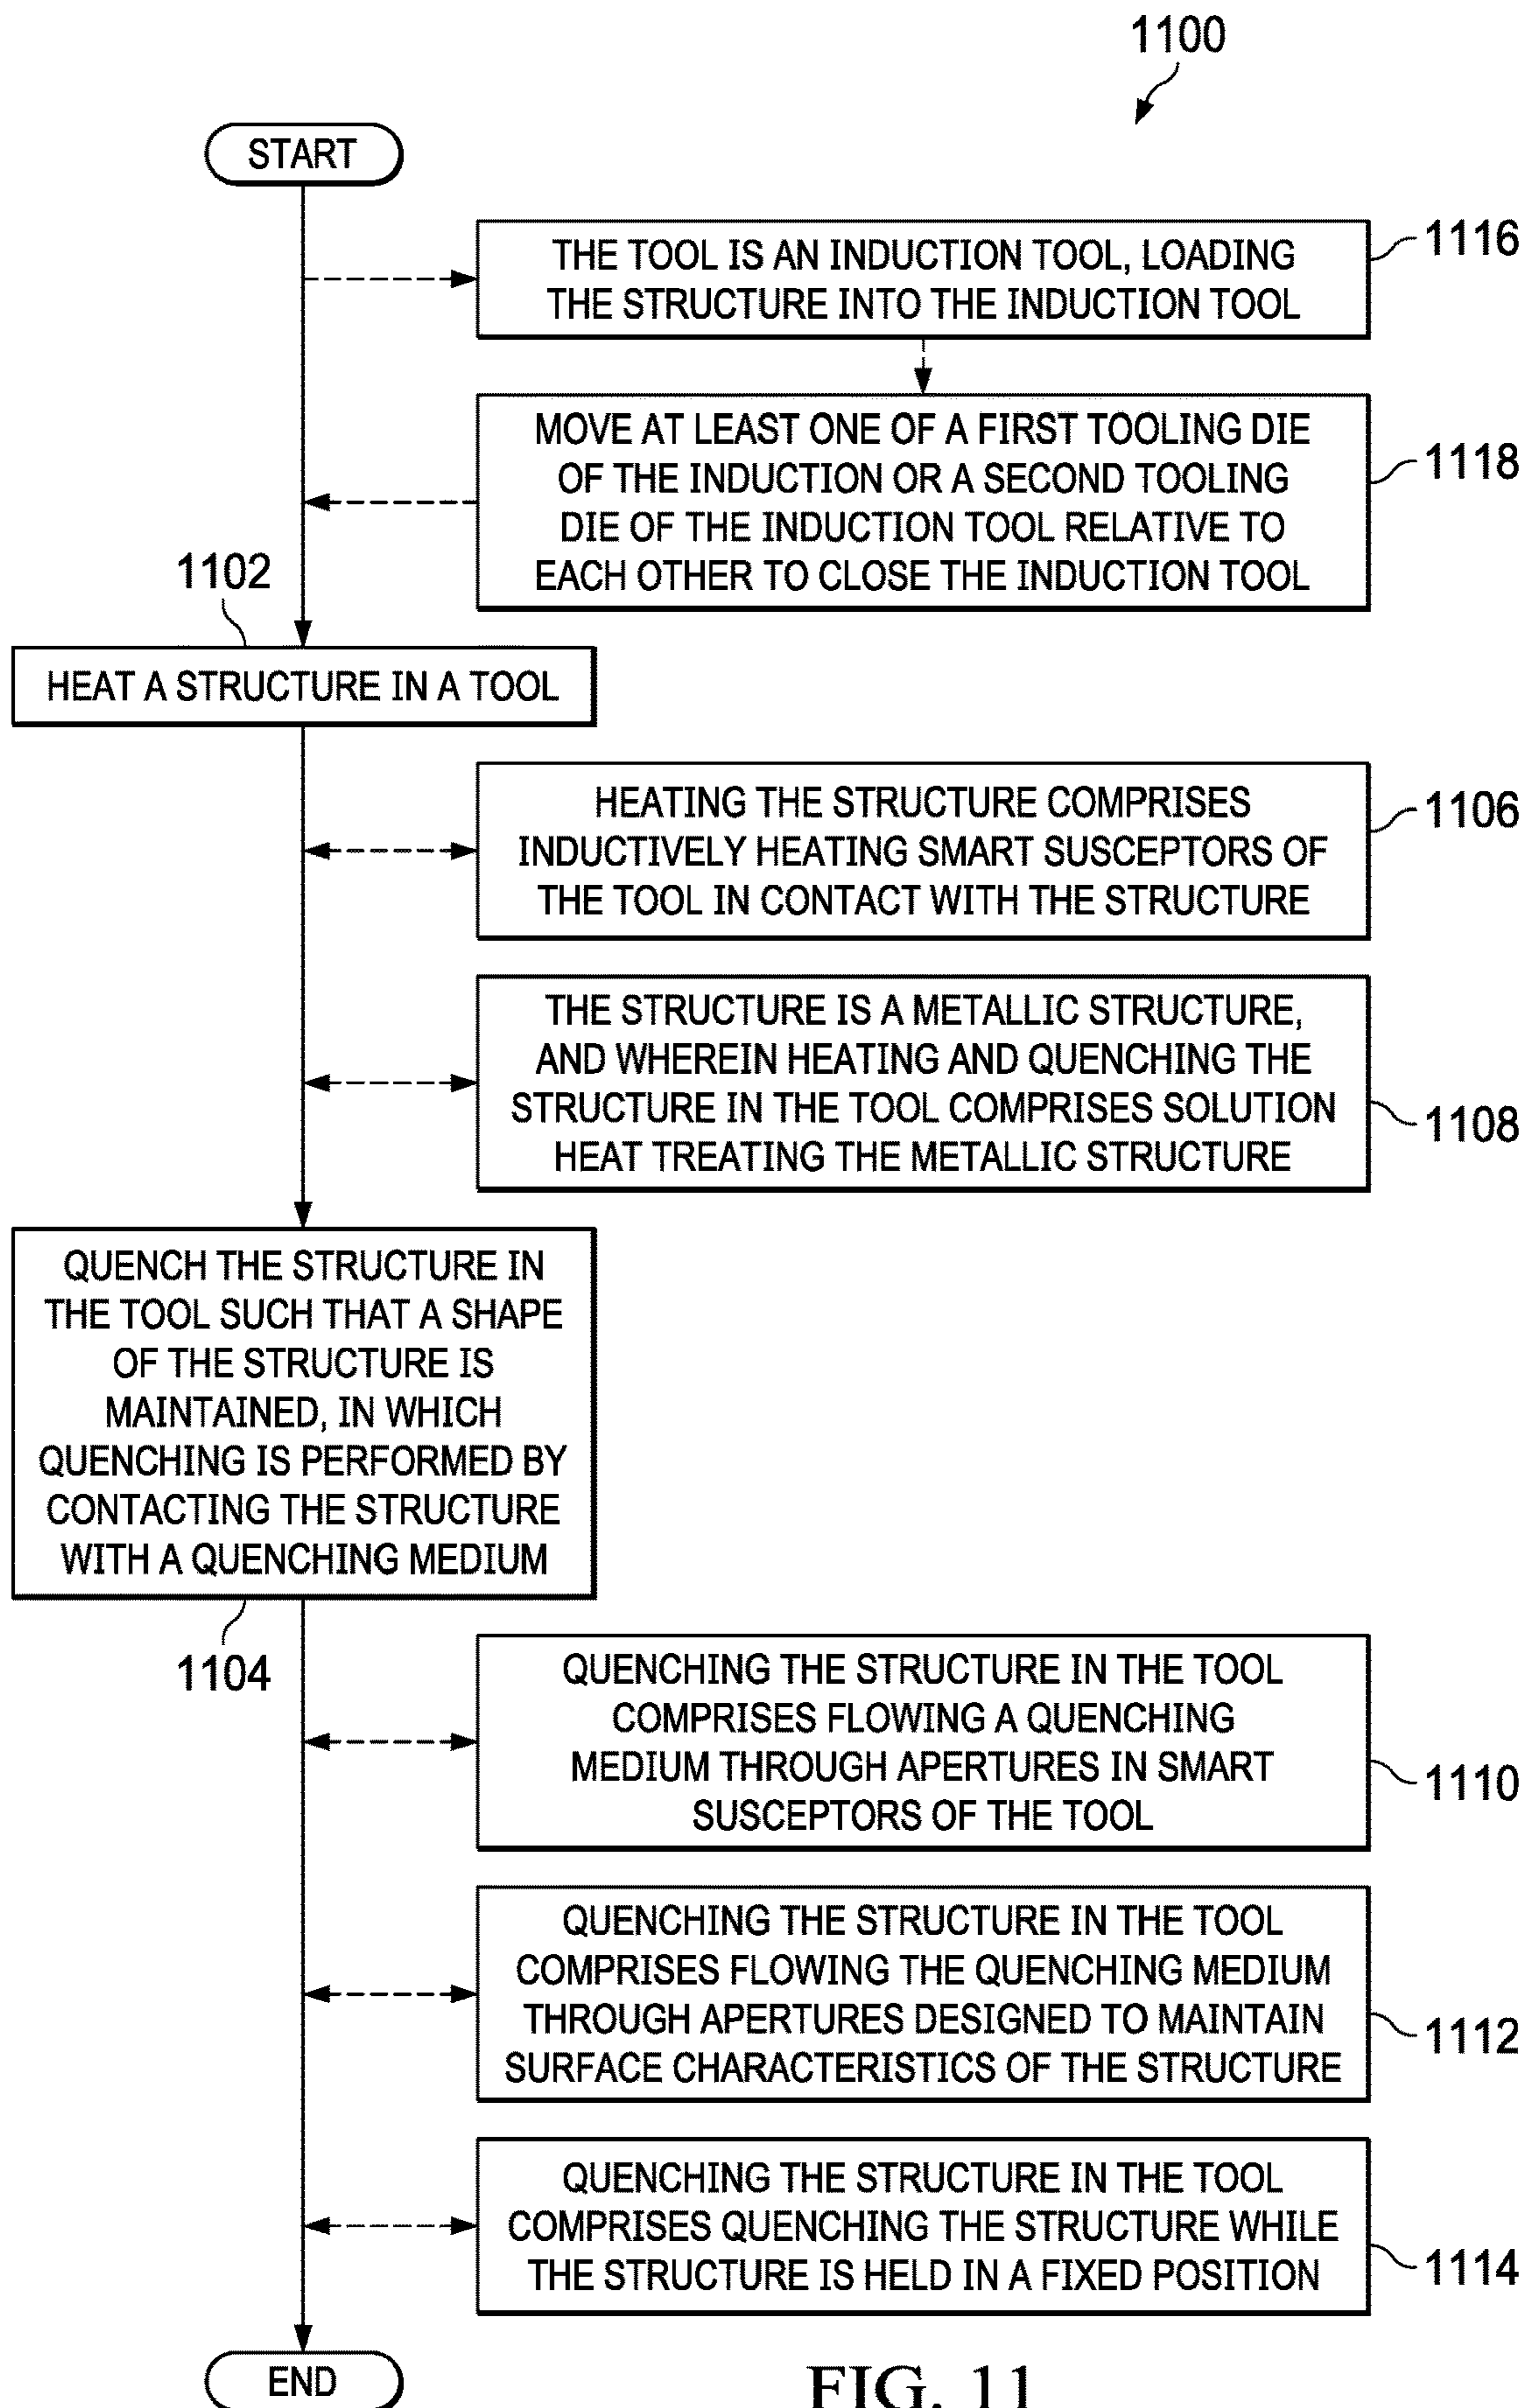 1100
START
THE TOOL IS AN INDUCTION TOOL, LOADING
THE STRUCTURE INTO THE INDUCTION TOOL
1116
MOVE AT LEAST ONE OF A FIRST TOOLING DIE
OF THE INDUCTION OR A SECOND TOOLING
DIE OF THE INDUCTION TOOL RELATIVE TO
EACH OTHER TO CLOSE THE INDUCTION TOOL
1118
1102
HEAT A STRUCTURE IN A TOOL
HEATING THE STRUCTURE COMPRISES
INDUCTIVELY HEATING SMART SUSCEPTORS OF
THE TOOL IN CONTACT WITH THE STRUCTURE
1106
THE STRUCTURE IS A METALLIC STRUCTURE,
AND WHEREIN HEATING AND QUENCHING THE
STRUCTURE IN THE TOOL COMPRISES SOLUTION
HEAT TREATING THE METALLIC STRUCTURE
1108
QUENCH THE STRUCTURE IN
THE TOOL SUCH THAT A SHAPE
OF THE STRUCTURE IS
MAINTAINED, IN WHICH
QUENCHING IS PERFORMED BY
CONTACTING THE STRUCTURE
WITH A QUENCHING MEDIUM
1104
QUENCHING THE STRUCTURE IN THE TOOL
COMPRISES FLOWING A QUENCHING
MEDIUM THROUGH APERTURES IN SMART
SUSCEPTORS OF THE TOOL
1110
QUENCHING THE STRUCTURE IN THE TOOL
COMPRISES FLOWING THE QUENCHING MEDIUM
THROUGH APERTURES DESIGNED TO MAINTAIN
SURFACE CHARACTERISTICS OF THE STRUCTURE
1112
QUENCHING THE STRUCTURE IN THE TOOL
COMPRISES QUENCHING THE STRUCTURE WHILE
THE STRUCTURE IS HELD IN A FIXED POSITION
1114
END
FIG. 11